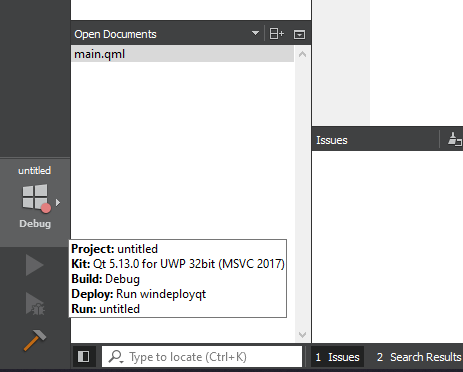 Open Documents
main.qml
Issues
untitled
Debug
Project: untitled
Kit: Qt 5.13.0 for UWP 32bit (MSVC 2017)
Build: Debug
Deploy: Run windeployqt
Run: untitled
Type to locate (Ctrl+K)
1 Issues
2 Search Results